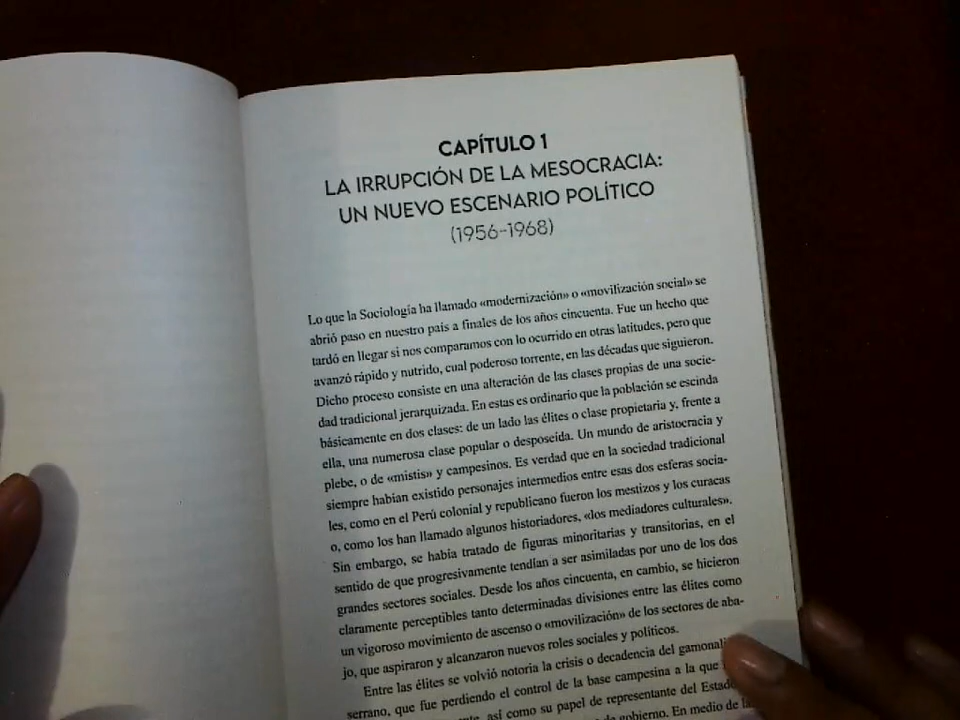 CAPÍTULO 1
LA IRRUPCIÓN DE LA MESOCRACIA:
UN NUEVO ESCENARIO POLÍTICO
(1956-1968)
Lo que la Sociología ha llamado «modernización» o «movilización social» se
abrió paso en nuestro país a finales de los años cincuenta. Fue un hecho que
tardó en llegar si nos comparamos con lo ocurrido en otras latitudes, pero que
avanzó rápido y nutrido, cual poderoso torrente, en las décadas que siguieron.
Dicho proceso consiste en una alteración de las clases propias de una socie-
dad tradicional jerarquizada. En estas es ordinario que la población se escinda
básicamente en dos clases: de un lado las élites o clase propietaria y, frente a
ella, una numerosa clase popular o desposeída. Un mundo de aristocracia y
plebe, o de «mistis» y campesinos. Es verdad que en la sociedad tradicional
siempre habían existido personajes intermedios entre esas dos esferas socia-
les, como en el Perú colonial y republicano fueron los mestizos y los curacas
o, como los han llamado algunos historiadores, «los mediadores culturales».
Sin embargo, se había tratado de figuras minoritarias y transitorias, en el
sentido de que progresivamente tendían a ser asimiladas por uno de los dos
grandes sectores sociales. Desde los años cincuenta, en cambio, se hicieron
claramente perceptibles tanto determinadas divisiones entre las élites como
un vigoroso movimiento de ascenso o «movilización» de los sectores de aba-
jo, que aspiraron y alcanzaron nuevos roles sociales y políticos.
Entre las élites se volvió notoria la crisis o decadencia del
serrano, que fue perdiendo el control de la base campesina a la que
así como su papel de representante del
de gobierno. En medio de